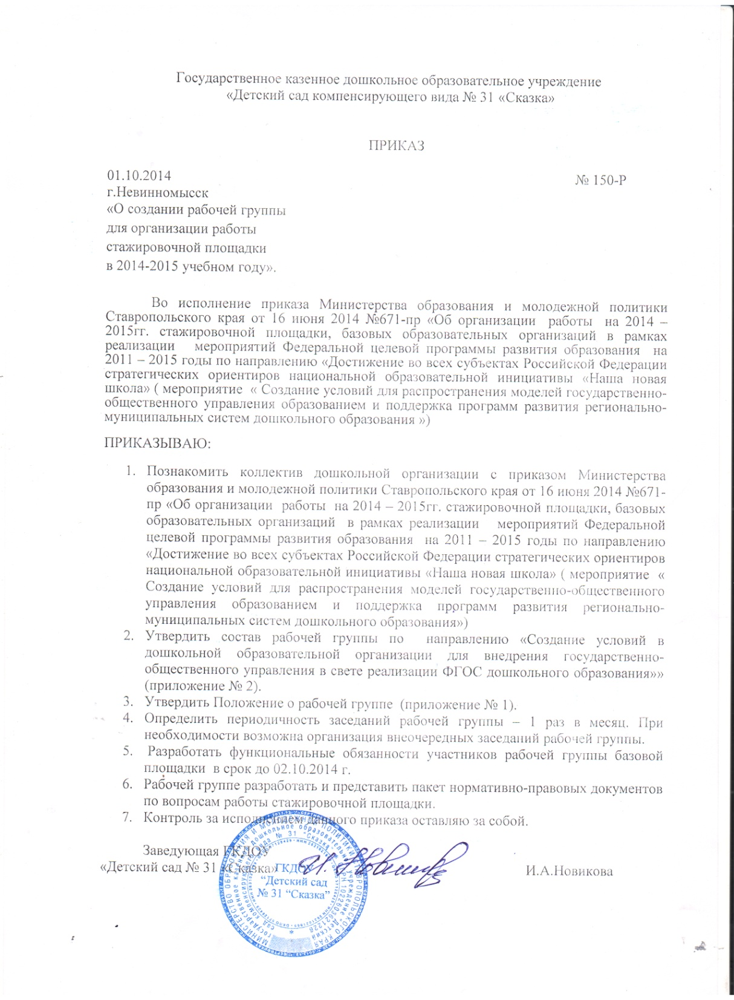 Государственное казенное дошкольное образовательное учреждение
«Детский сад компенсирующего вида № 31 «Сказка»
ПРИКАЗ
01.10.2014
№ 150-Р
г.Невинномысск
«О создании рабочей группы
для организации работы
стажировочной площадки
в 2014-2015 учебном году».
Во исполнение приказа Министерства образования и молодежной политики
Ставропольского края от 16 июня 2014 №671-пр «Об организации работы на 2014 –
2015гг. стажировочной площадки, базовых образовательных организаций в рамках
реализации мероприятий Федеральной целевой программы развития образования на
2011 – 2015 годы по направлению «Достижение во всех субъектах Российской Федерации
стратегических ориентиров национальной образовательной инициативы «Наша новая
школа» ( мероприятие « Создание условий для распространения моделей государственно-
общественного управления образованием и поддержка программ развития регионально-
муниципальных систем дошкольного образования »)
ПРИКАЗЫВАЮ:
1. Познакомить коллектив дошкольной организации с приказом Министерства
образования и молодежной политики Ставропольского края от 16 июня 2014 №671-
пр «Об организации работы на 2014 – 2015гг. стажировочной площадки, базовых
образовательных организаций в рамках реализации мероприятий Федеральной
целевой программы развития образования на 2011 – 2015 годы по направлению
«Достижение во всех субъектах Российской Федерации стратегических ориентиров
национальной образовательной инициативы «Наша новая школа» ( мероприятие «
Создание условий для распространения моделей государственно-общественного
управления образованием и поддержка программ развития регионально-
муниципальных систем дошкольного образования»)
2. Утвердить состав рабочей группы по направлению «Создание условий в
дошкольной образовательной организации для внедрения государственно-
общественного управления в свете реализации ФГОС дошкольного образования»»
(приложение № 2).
3. Утвердить Положение о рабочей группе (приложение № 1).
4. Определить периодичность заседаний рабочей группы – 1 раз в месяц. При
необходимости возможна организация внеочередных заседаний рабочей группы.
5. Разработать функциональные обязанности участников рабочей группы базовой
площадки в срок до 02.10.2014 г.
6. Рабочей группе разработать и представить пакет нормативно-правовых документов
по вопросам работы стажировочной площадки.
7. Контроль за исполнением данного приказа оставляю за собой.
Заведующая ГКДОУ
«Детский сад № 31 «Сказка»
И.А.Новикова
ГКДОУ
“Детский сад
№ 31 “Сказка”